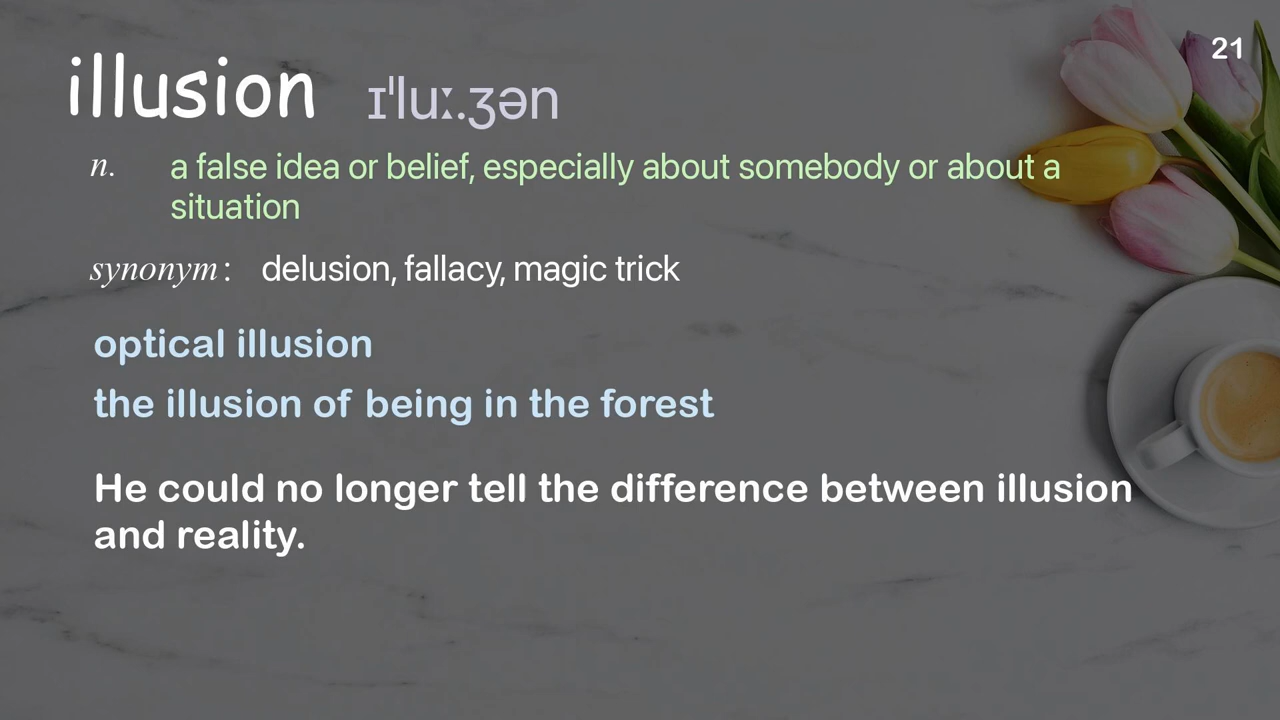 21
illusion ɪˈluː.ʒən
n. a false idea or belief, especially about somebody or about a
situation
synonym: delusion, fallacy, magic trick
optical illusion
the illusion of being in the forest
He could no longer tell the difference between illusion
and reality.